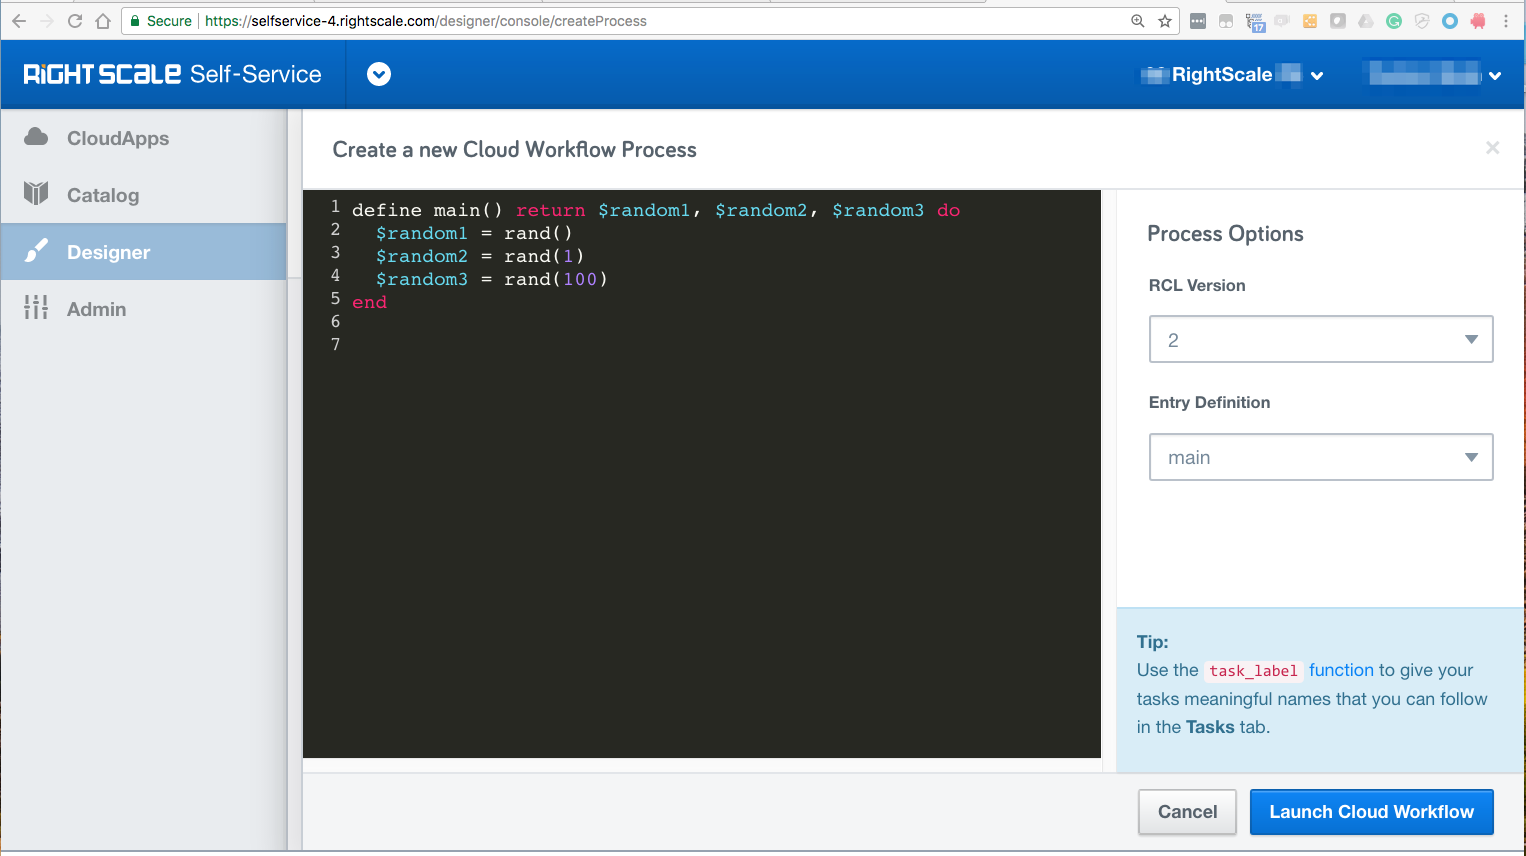 Secure | https://selfservice-4.rightscale.com/designer/console/createProcess
17
RIGHTSCALE Self-Service
RightScale
CloudApps
Catalog
Designer
Admin
Create a new Cloud Workflow Process
×
1 define main() return $random1, $random2, $random3 do
2 $random1 = rand()
3 $random2 = rand(1)
4 $random3 = rand(100)
5 end
6
7
Process Options
RCL Version
2
Entry Definition
main
Tip:
Use the task_label function to give your
tasks meaningful names that you can follow
in the Tasks tab.
Cancel
Launch Cloud Workflow